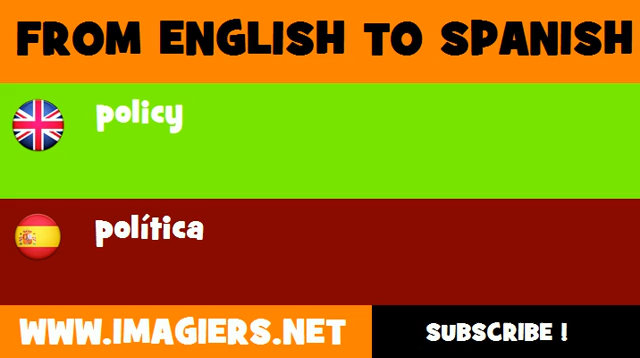 FROM ENGLISH TO SPANISH
policy
política
WWW.IMAGIERS.NET
SUBSCRIBE !